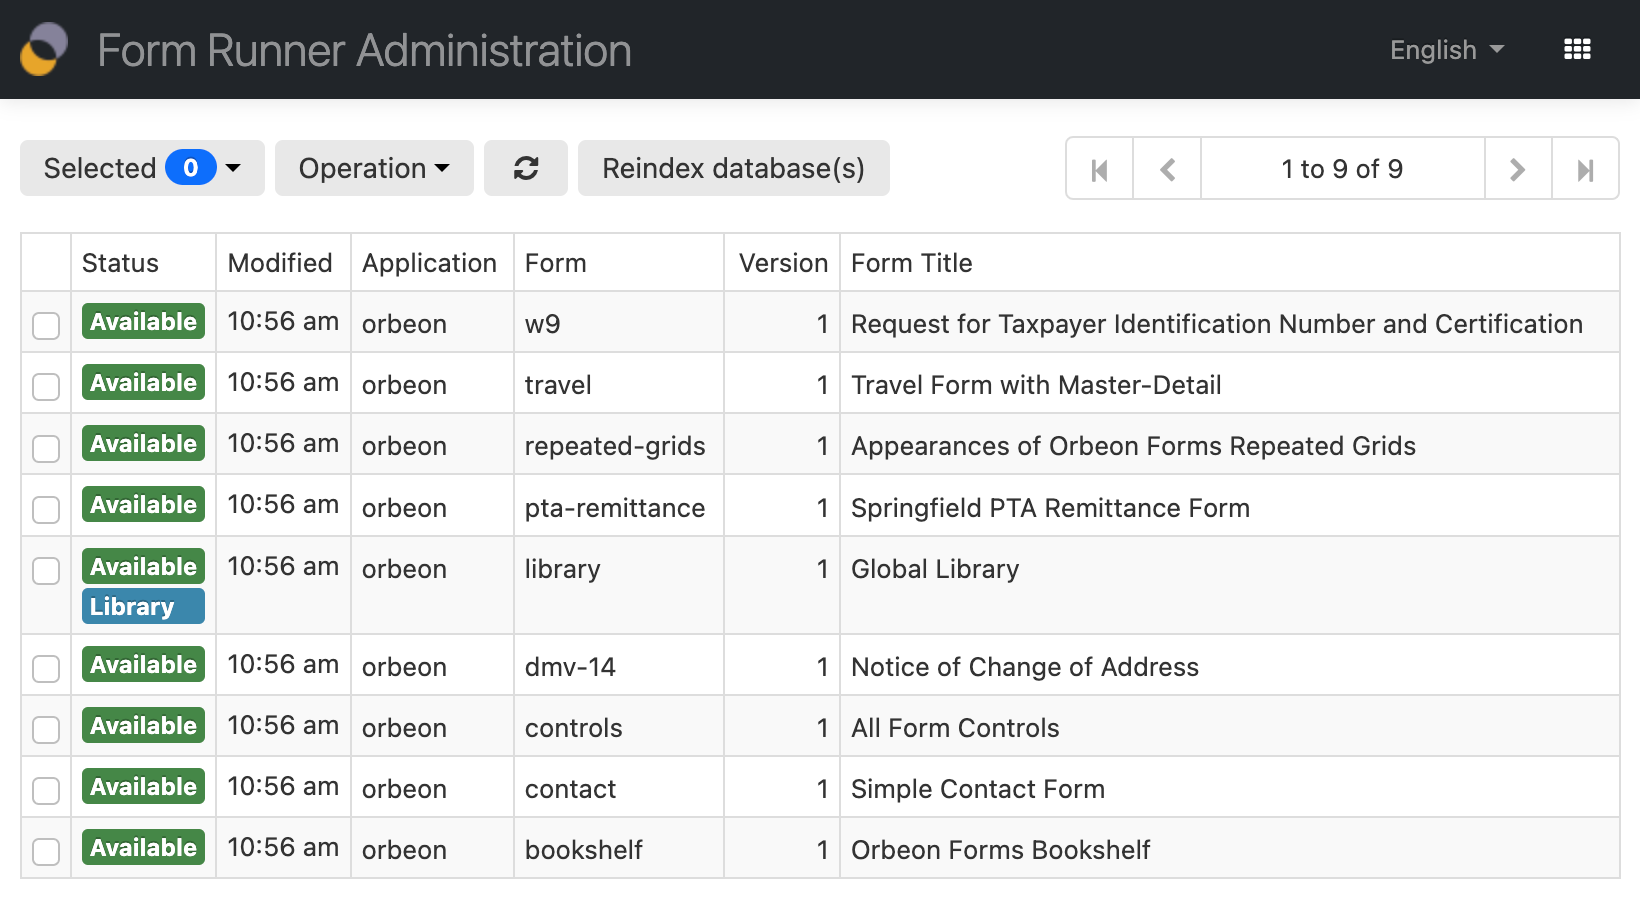 Form Runner Administration English
Selected 0 Operation Reindex database(s) 1 to 9 of 9
Status Modified Application Form Version Form Title
Available 10:56 am orbeon w9 1 Request for Taxpayer Identification Number and Certification
Available 10:56 am orbeon travel 1 Travel Form with Master-Detail
Available 10:56 am orbeon repeated-grids 1 Appearances of Orbeon Forms Repeated Grids
Available 10:56 am orbeon pta-remittance 1 Springfield PTA Remittance Form
Available 10:56 am orbeon library 1 Global Library
Library
Available 10:56 am orbeon dmv-14 1 Notice of Change of Address
Available 10:56 am orbeon controls 1 All Form Controls
Available 10:56 am orbeon contact 1 Simple Contact Form
Available 10:56 am orbeon bookshelf 1 Orbeon Forms Bookshelf